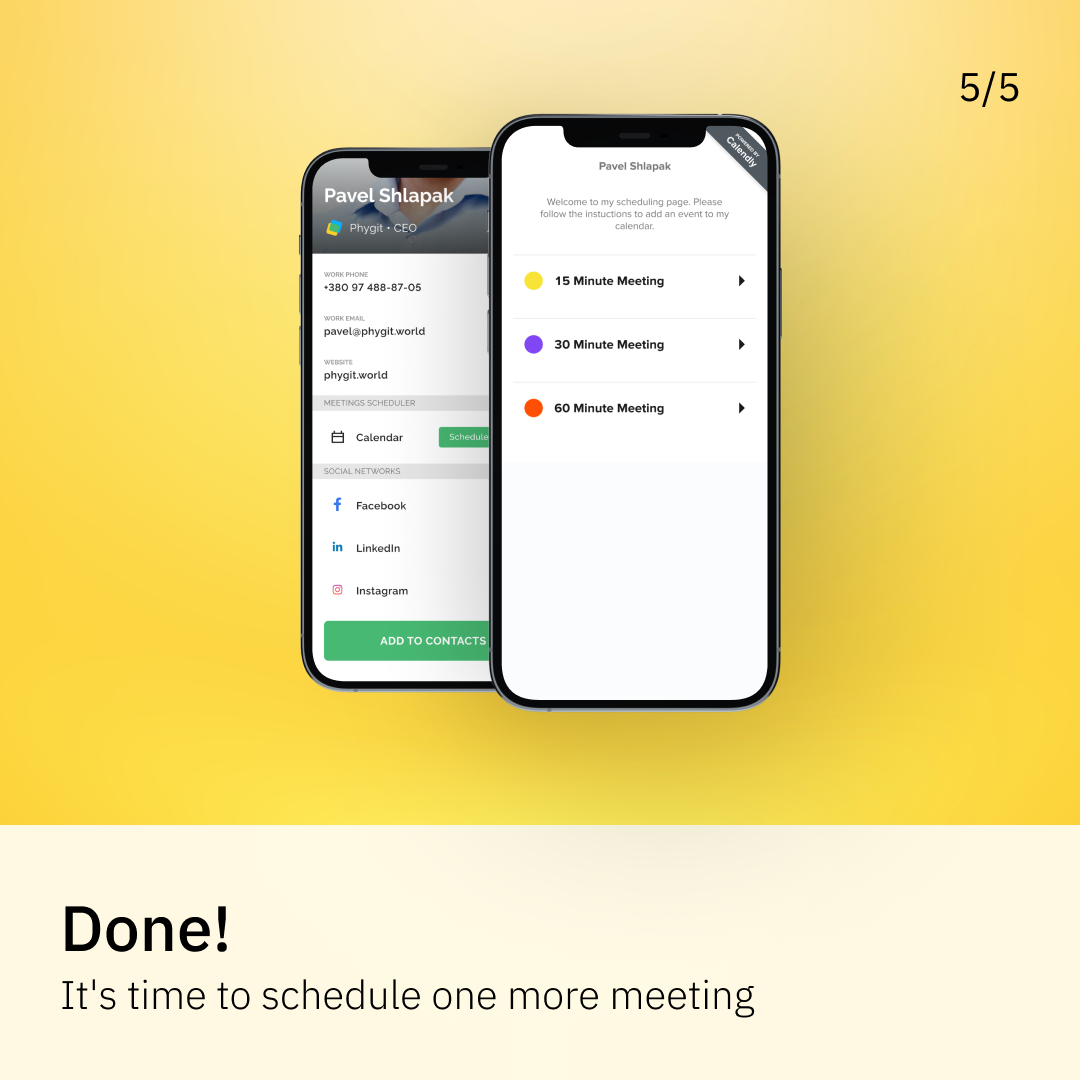 5/5
Pavel Shlapak
Phygit • CEO
WORK PHONE
+380 97 488-87-05
WORK EMAIL
pavel@phygit.world
WEBSITE
phygit.world
MEETINGS SCHEDULER
Calendar
Schedule
SOCIAL NETWORKS
Facebook
LinkedIn
Instagram
ADD TO CONTACTS
POWERED BY
Calendly
Pavel Shlapak
Welcome to my scheduling page. Please
follow the instuctions to add an event to my
calendar.
15 Minute Meeting
30 Minute Meeting
60 Minute Meeting
Done!
It's time to schedule one more meeting